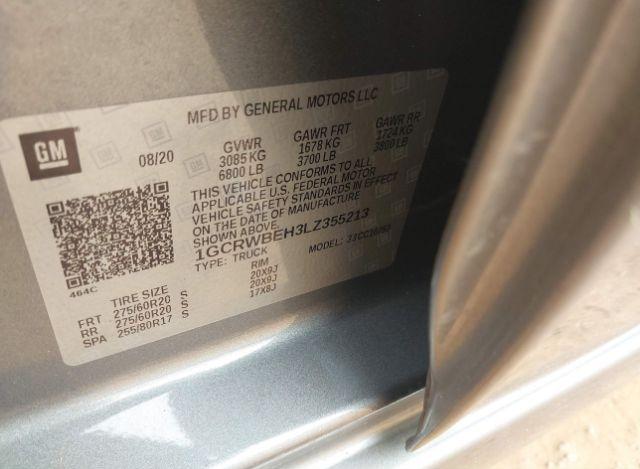 MFD BY GENERAL MOTORS LLC
GM
08/20
GVWR GAWR FRT GAWR RR
3085 KG 1678 KG 1724 KG
6800 LB 3700 LB 3800 LB
THIS VEHICLE CONFORMS TO ALL
APPLICABLE U.S. FEDERAL MOTOR
VEHICLE SAFETY STANDARDS IN EFFECT
ON THE DATE OF MANUFACTURE
SHOWN ABOVE.
1GCRWBEH3LZ355213
TYPE: TRUCK MODEL:
464C
TIRE SIZE RIM
FRT 275/60R20 S 20X9J
RR 275/60R20 S 20X9J
SPA 255/80R17 S 17X8J